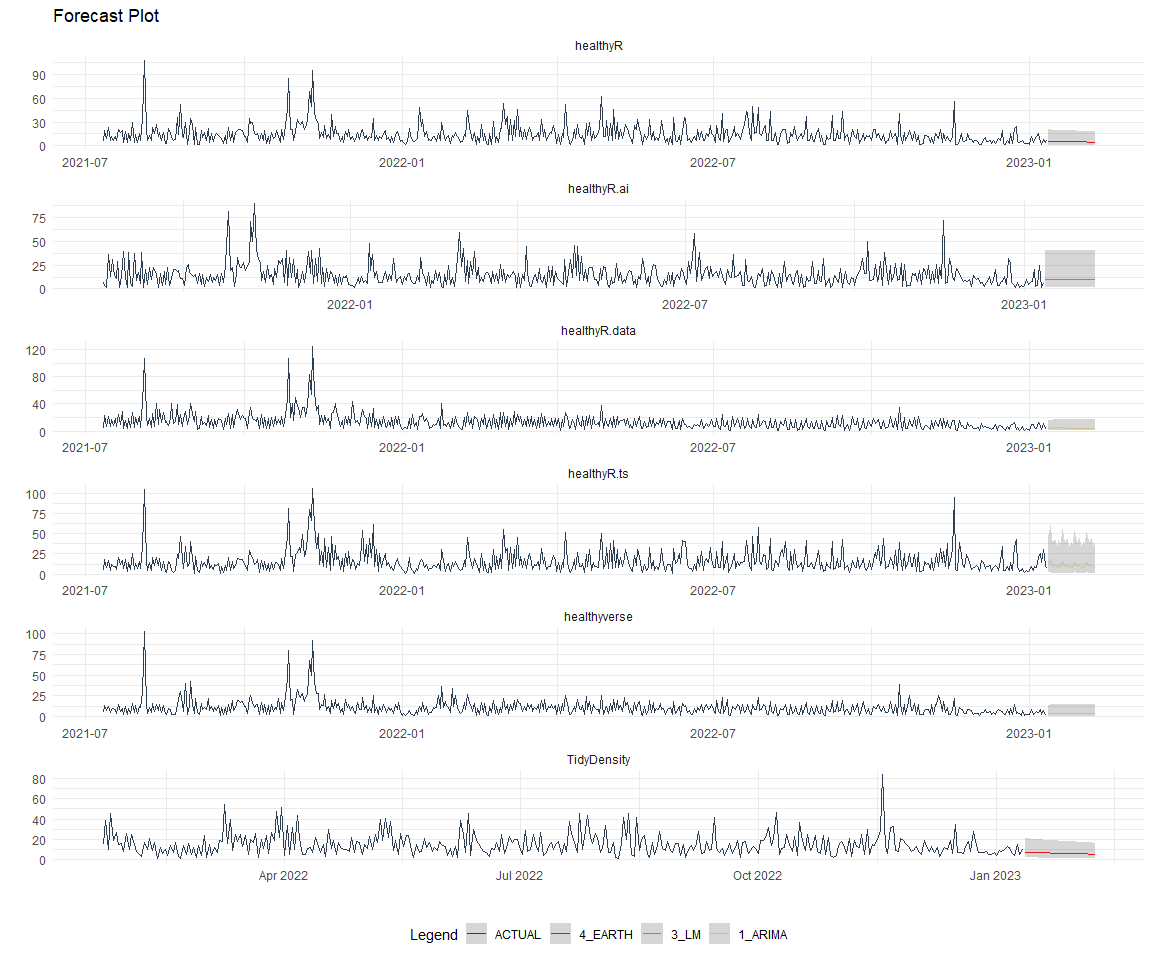 Forecast Plot
healthyR
90
60
30
0
2021-07 2022-01 2022-07 2023-01
healthyR.ai
75
50
25
0
2022-01 2022-07 2023-01
healthyR.data
120
80
40
0
2021-07 2022-01 2022-07 2023-01
healthyR.ts
100
75
50
25
0
2021-07 2022-01 2022-07 2023-01
healthyverse
100
75
50
25
0
2021-07 2022-01 2022-07 2023-01
TidyDensity
80
60
40
20
0
Apr 2022 Jul 2022 Oct 2022 Jan 2023
Legend ACTUAL 4_EARTH 3_LM 1_ARIMA